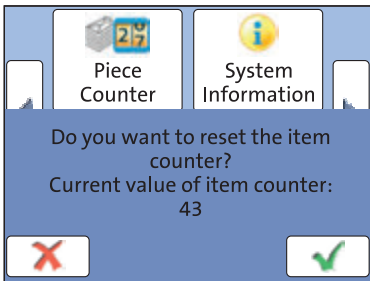 Piece
Counter
System
Information
Do you want to reset the item
counter?
Current value of item counter:
43